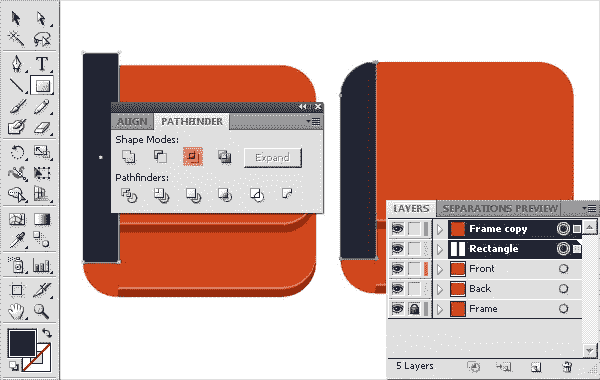 T
ALIGN PATHFINDER
Shape Modes:
Expand
Pathfinders:
LAYERS SEPARATIONS PREVIEW
Frame copy
Rectangle
Front
Back
Frame
5 Layers